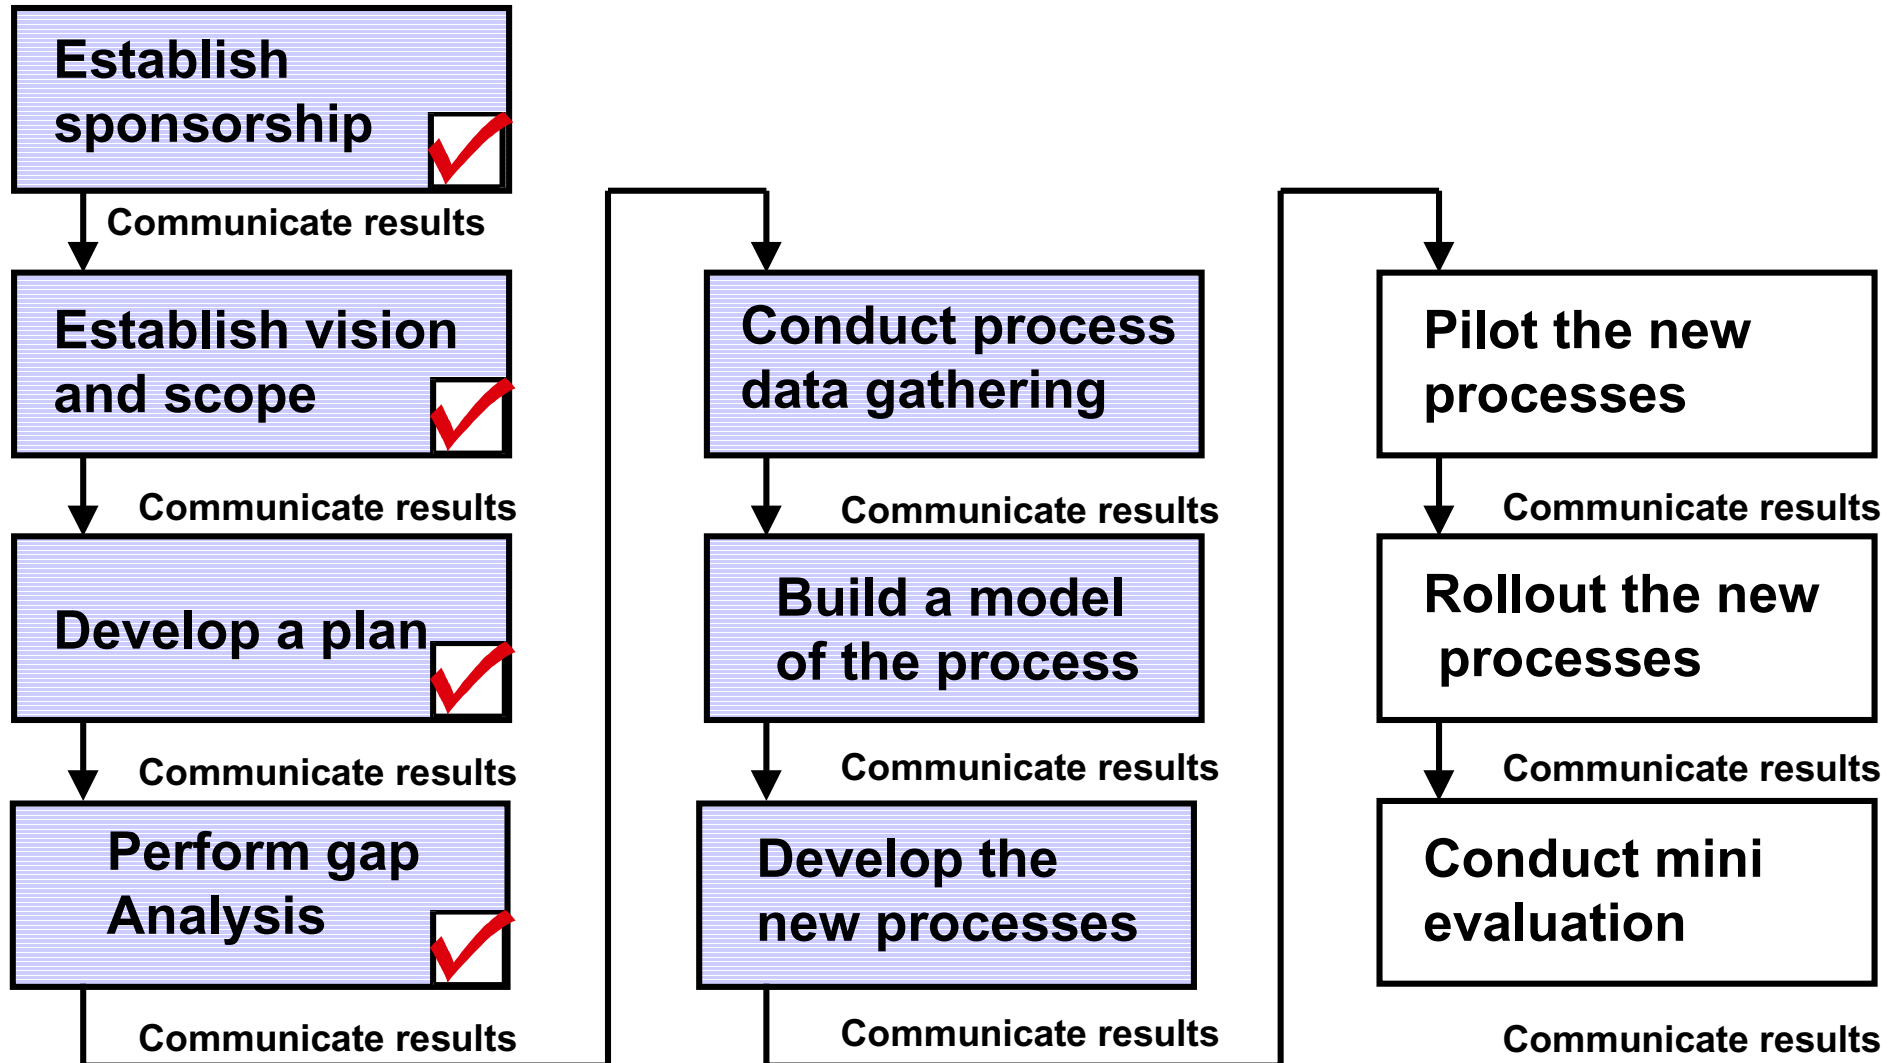 Establish
sponsorship
Communicate results
Establish vision
and scope
Communicate results
Develop a plan
Communicate results
Perform gap
Analysis
Communicate results
Conduct process
data gathering
Communicate results
Build a model
of the process
Communicate results
Develop the
new processes
Communicate results
Pilot the new
processes
Communicate results
Rollout the new
processes
Communicate results
Conduct mini
evaluation
Communicate results